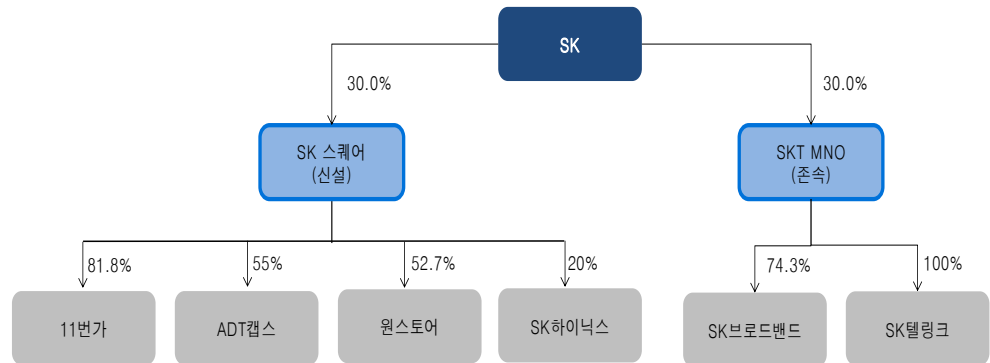 SK
30.0%
30.0%
SK 스퀘어
(신설)
SKT MNO
(존속)
81.8%
55%
52.7%
20%
74.3%
100%
11번가
ADT캡스
원스토어
SK하이닉스
SK브로드밴드
SK텔링크